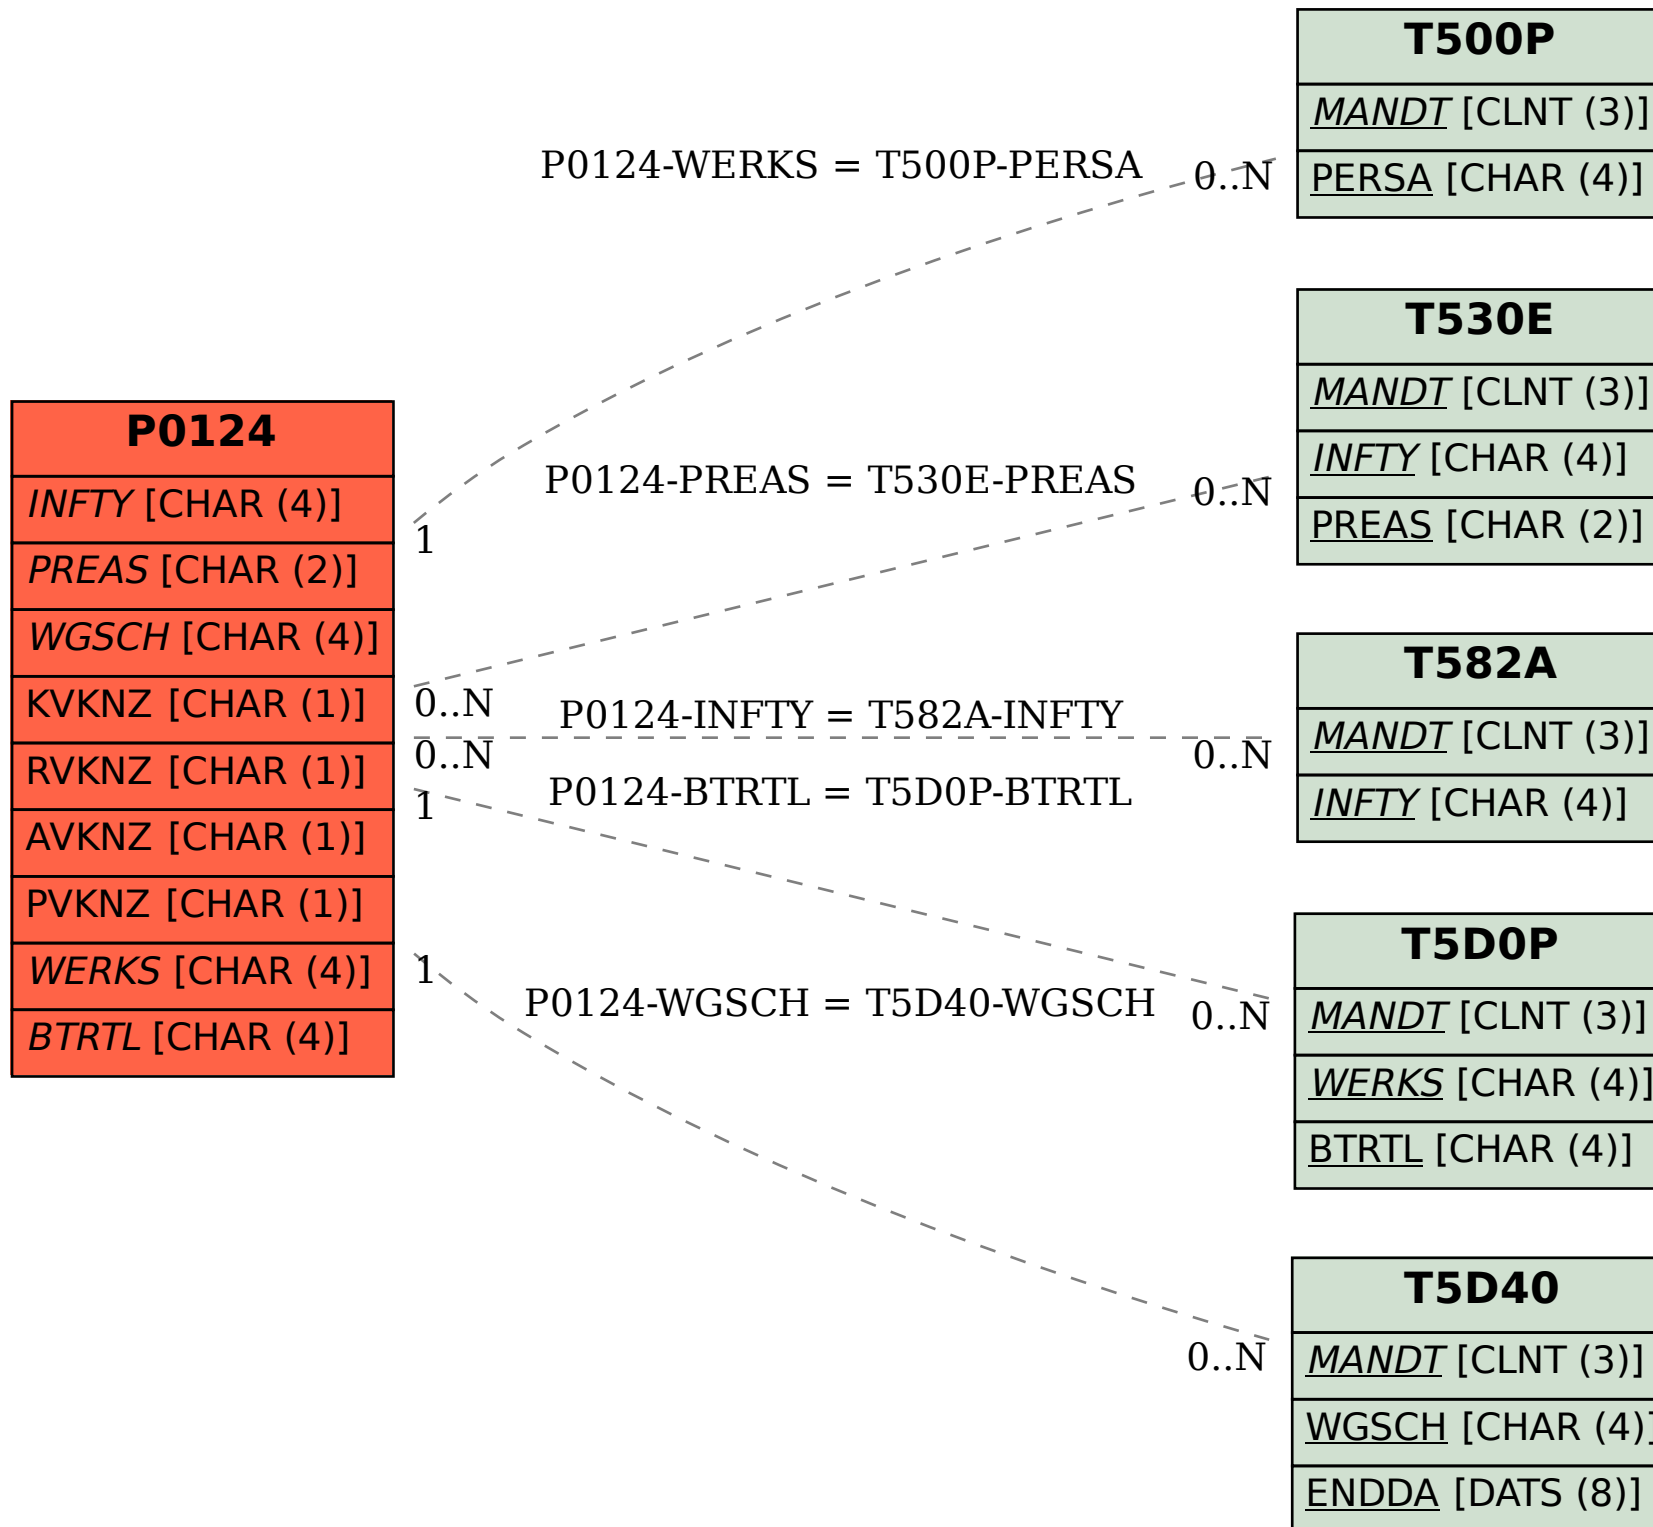 P0124
INFTY [CHAR (4)]
PREAS [CHAR (2)]
WGSCH [CHAR (4)]
KVKNZ [CHAR (1)]
RVKNZ [CHAR (1)]
AVKNZ [CHAR (1)]
PVKNZ [CHAR (1)]
WERKS [CHAR (4)]
BTRTL [CHAR (4)]
P0124-WERKS = T500P-PERSA
0..N
1
P0124-PREAS = T530E-PREAS
0..N
0..N
P0124-INFTY = T582A-INFTY
0..N
0..N
P0124-BTRTL = T5D0P-BTRTL
1
0..N
P0124-WGSCH = T5D40-WGSCH
1
0..N
T500P
MANDT [CLNT (3)]
PERSA [CHAR (4)]
T530E
MANDT [CLNT (3)]
INFTY [CHAR (4)]
PREAS [CHAR (2)]
T582A
MANDT [CLNT (3)]
INFTY [CHAR (4)]
T5D0P
MANDT [CLNT (3)]
WERKS [CHAR (4)]
BTRTL [CHAR (4)]
T5D40
MANDT [CLNT (3)]
WGSCH [CHAR (4)]
ENDDA [DATS (8)]